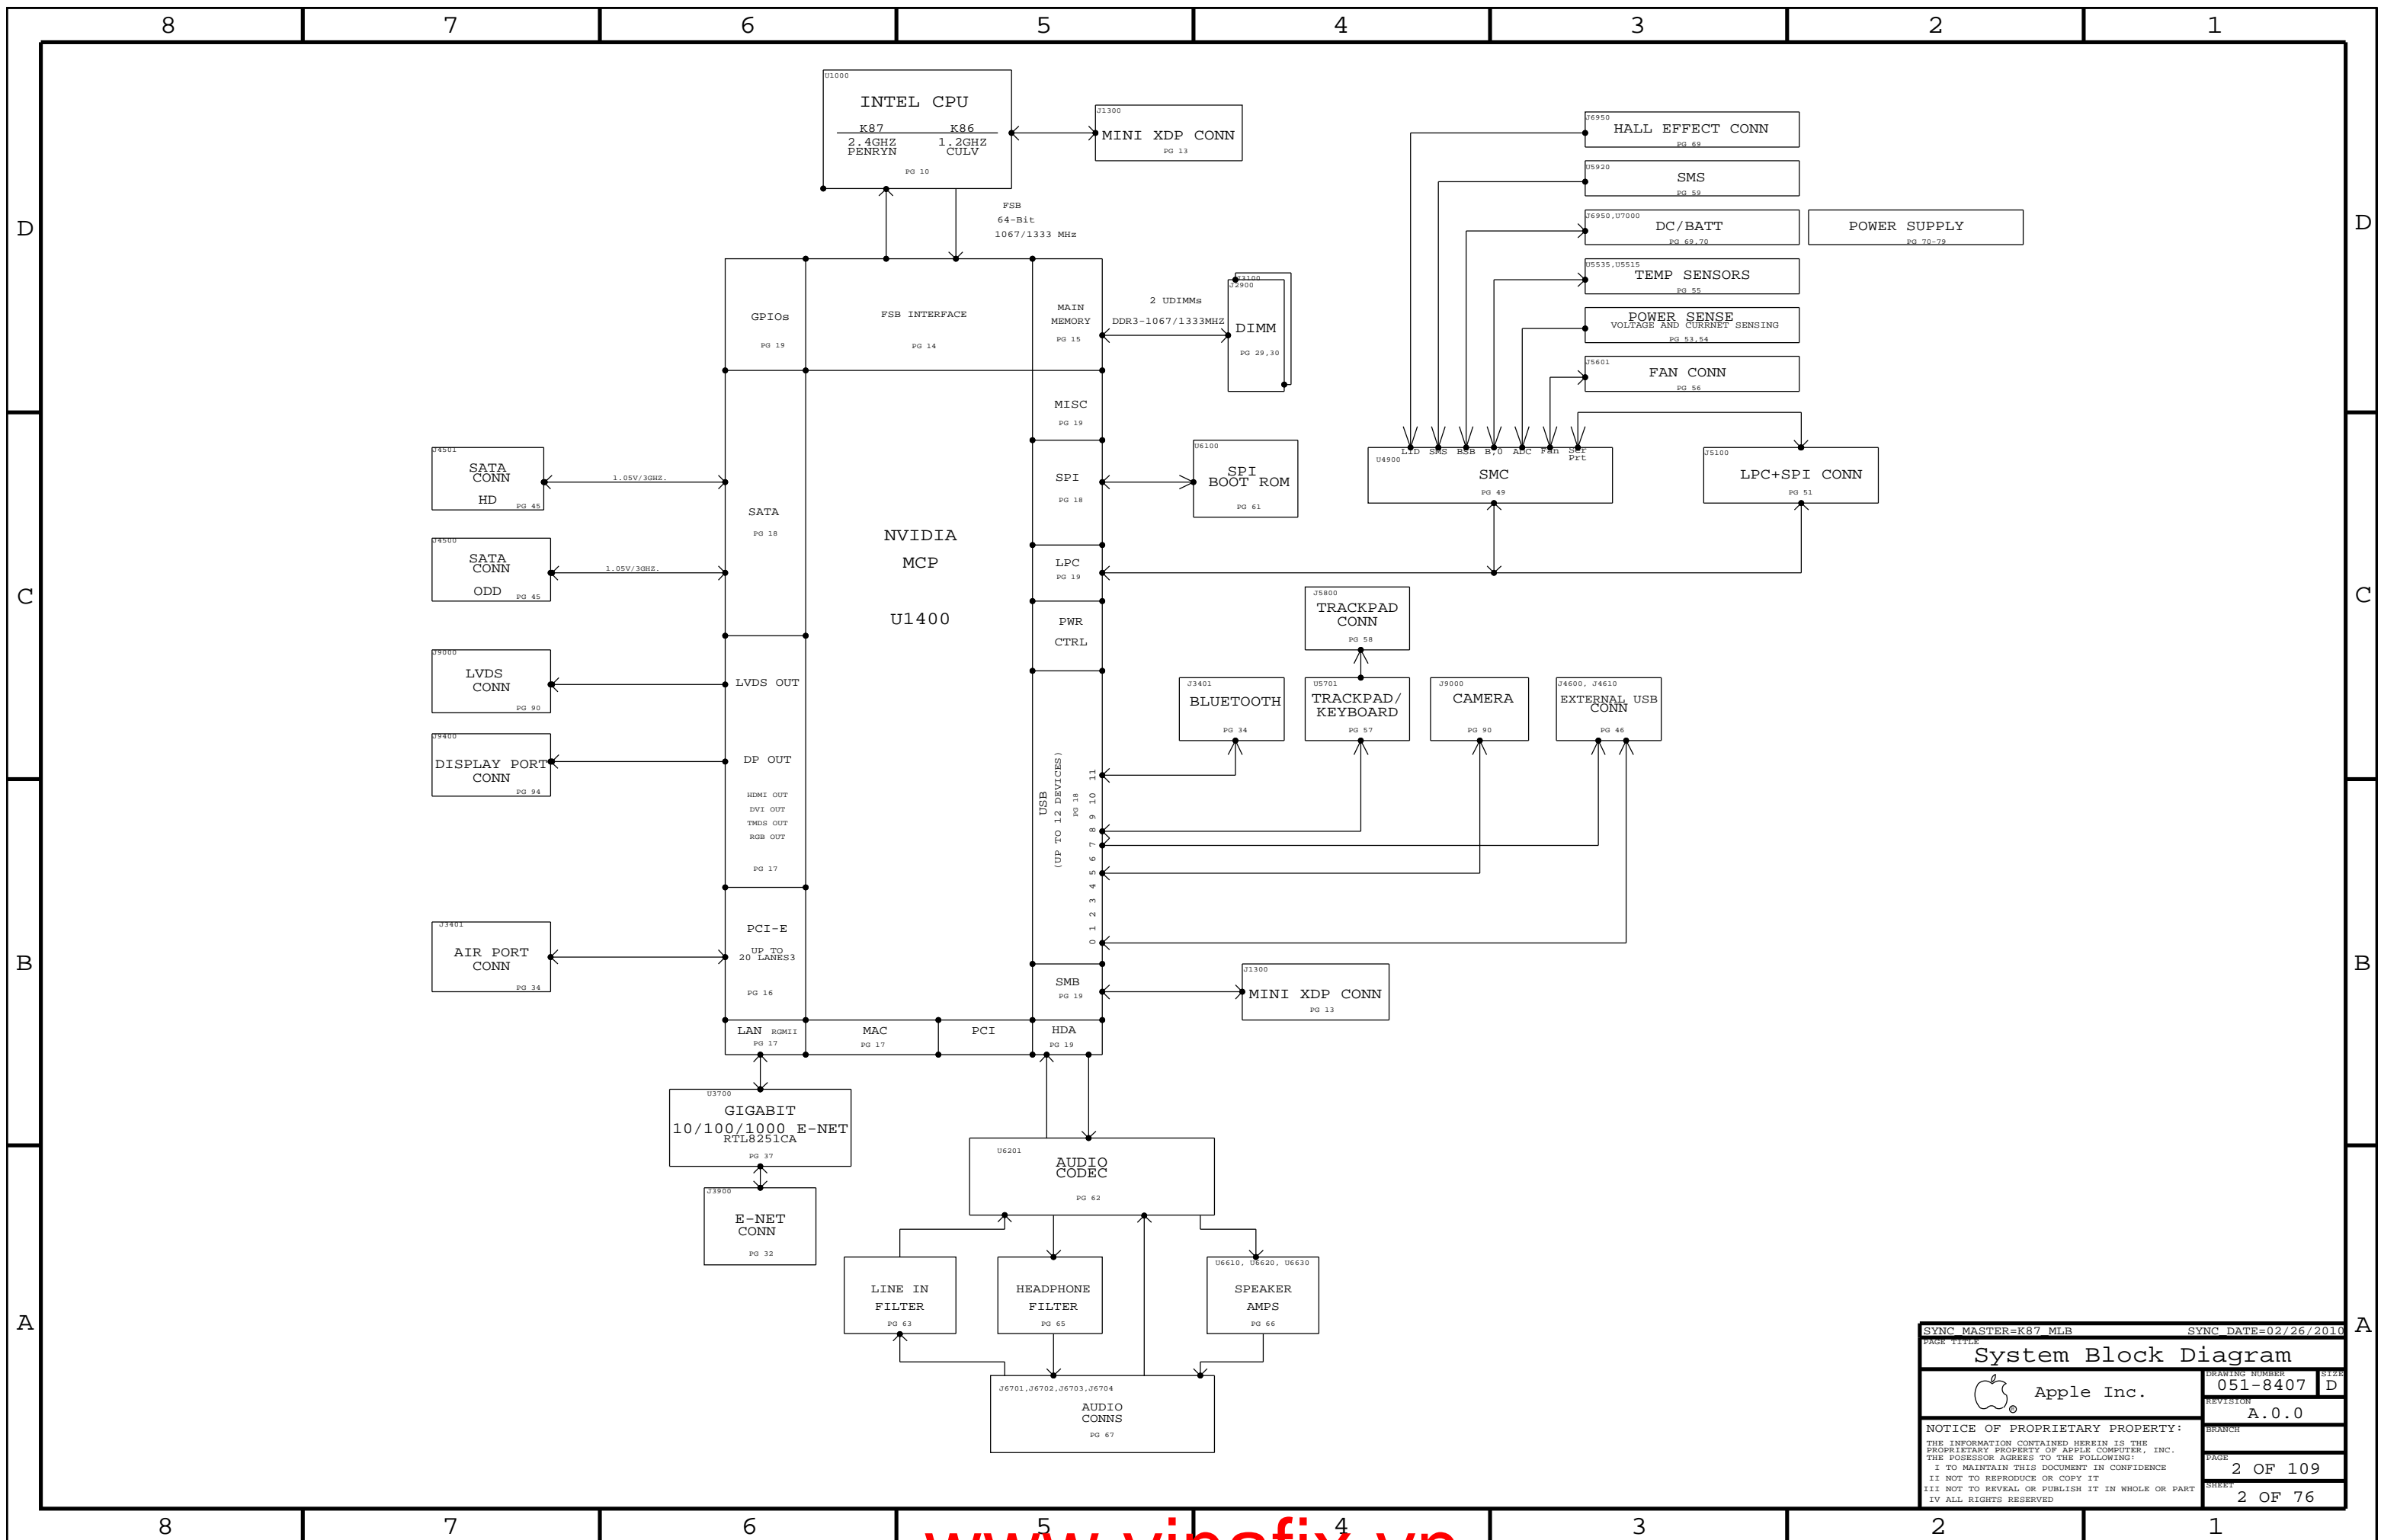 8 7 6 5 4 3 2 1
D
C
B
A
U1000
INTEL CPU
K87 K86
2.4GHZ 1.2GHZ
PENRYN CULV
PG 10
J1300
MINI XDP CONN
PG 13
FSB
64-Bit
1067/1333 MHz
J6950
HALL EFFECT CONN
PG 69
U5920
SMS
PG 59
J6950,U7000
DC/BATT
PG 69,70
POWER SUPPLY
PG 70-79
U5535,U5515
TEMP SENSORS
PG 55
POWER SENSE
VOLTAGE AND CURRNET SENSING
PG 53,54
J5601
FAN CONN
PG 56
GPIOs
PG 19
FSB INTERFACE
PG 14
MAIN
MEMORY
PG 15
2 UDIMMs
DDR3-1067/1333MHZ
J3100
J2900
DIMM
PG 29,30
MISC
PG 19
J4501
SATA
CONN
HD
PG 45
1.05V/3GHZ.
J4500
SATA
CONN
ODD
PG 45
1.05V/3GHZ.
SATA
PG 18
NVIDIA
MCP
U1400
SPI
PG 18
U6100
SPI
BOOT ROM
PG 61
LID SMS BSB B,0 ADC Fan Ser
Prt
U4900
SMC
PG 49
J5100
LPC+SPI CONN
PG 51
LPC
PG 19
PWR
CTRL
J5800
TRACKPAD
CONN
PG 58
J9000
LVDS
CONN
PG 90
LVDS OUT
J9400
DISPLAY PORT
CONN
PG 94
DP OUT
HDMI OUT
DVI OUT
TMDS OUT
RGB OUT
PG 17
J3401
BLUETOOTH
PG 34
U5701
TRACKPAD/
KEYBOARD
PG 57
J9000
CAMERA
PG 90
J4600, J4610
EXTERNAL USB
CONN
PG 46
USB
(UP TO 12 DEVICES)
PG 18
0 1 2 3 4 5 6 7 8 9 10 11
J3401
AIR PORT
CONN
PG 34
PCI-E
UP TO
20 LANES3
PG 16
SMB
PG 19
J1300
MINI XDP CONN
PG 13
LAN RGMII
PG 17
MAC
PG 17
PCI
HDA
PG 19
U3700
GIGABIT
10/100/1000 E-NET
RTL8251CA
PG 37
J3900
E-NET
CONN
PG 32
U6201
AUDIO
CODEC
PG 62
LINE IN
FILTER
PG 63
HEADPHONE
FILTER
PG 65
U6610, U6620, U6630
SPEAKER
AMPS
PG 66
J6701,J6702,J6703,J6704
AUDIO
CONNS
PG 67
SYNC_MASTER=K87_MLB SYNC_DATE=02/26/2010
PAGE TITLE
System Block Diagram
Apple Inc.
DRAWING NUMBER
051-8407
SIZE
D
REVISION
A.0.0
BRANCH
PAGE
2 OF 109
SHEET
2 OF 76
NOTICE OF PROPRIETARY PROPERTY:
THE INFORMATION CONTAINED HEREIN IS THE
PROPRIETARY PROPERTY OF APPLE COMPUTER, INC.
THE POSESSOR AGREES TO THE FOLLOWING:
I TO MAINTAIN THIS DOCUMENT IN CONFIDENCE
II NOT TO REPRODUCE OR COPY IT
III NOT TO REVEAL OR PUBLISH IT IN WHOLE OR PART
IV ALL RIGHTS RESERVED
D
C
B
A
8 7 6 5 4 3 2 1
www.vinafix.vn